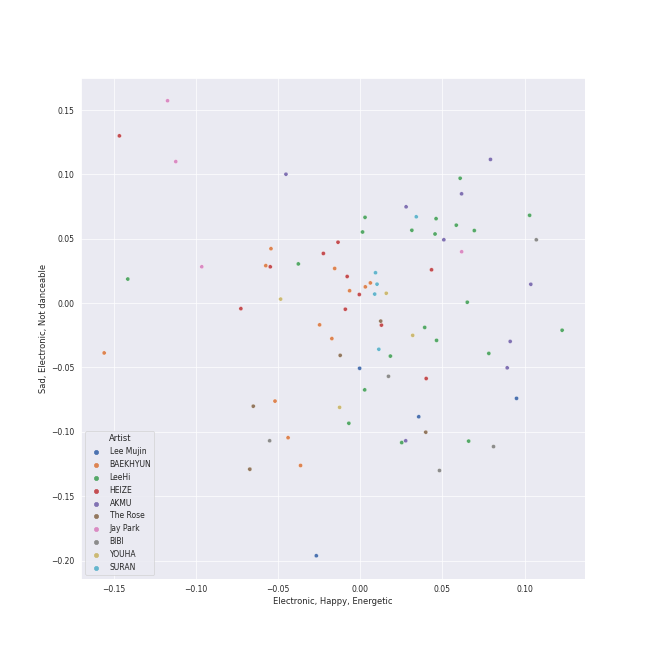 0.15
0.10
0.05
0.00
−0.05
−0.10
−0.15
−0.20
Sad, Electronic, Not danceable
Artist
Lee Mujin
BAEKHYUN
LeeHi
HEIZE
AKMU
The Rose
Jay Park
BIBI
YOUHA
SURAN
−0.15 −0.10 −0.05 0.00 0.05 0.10
Electronic, Happy, Energetic